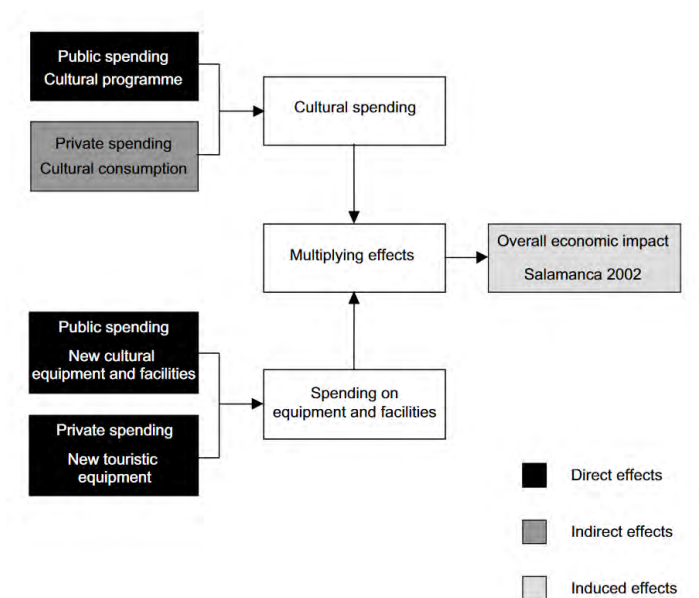 Public spending
Cultural programme
Private spending
Cultural consumption
Cultural spending
Multiplying effects
Overall economic impact
Salamanca 2002
Public spending
New cultural
equipment and facilities
Private spending
New touristic
equipment
Spending on
equipment and facilities
Direct effects
Indirect effects
Induced effects